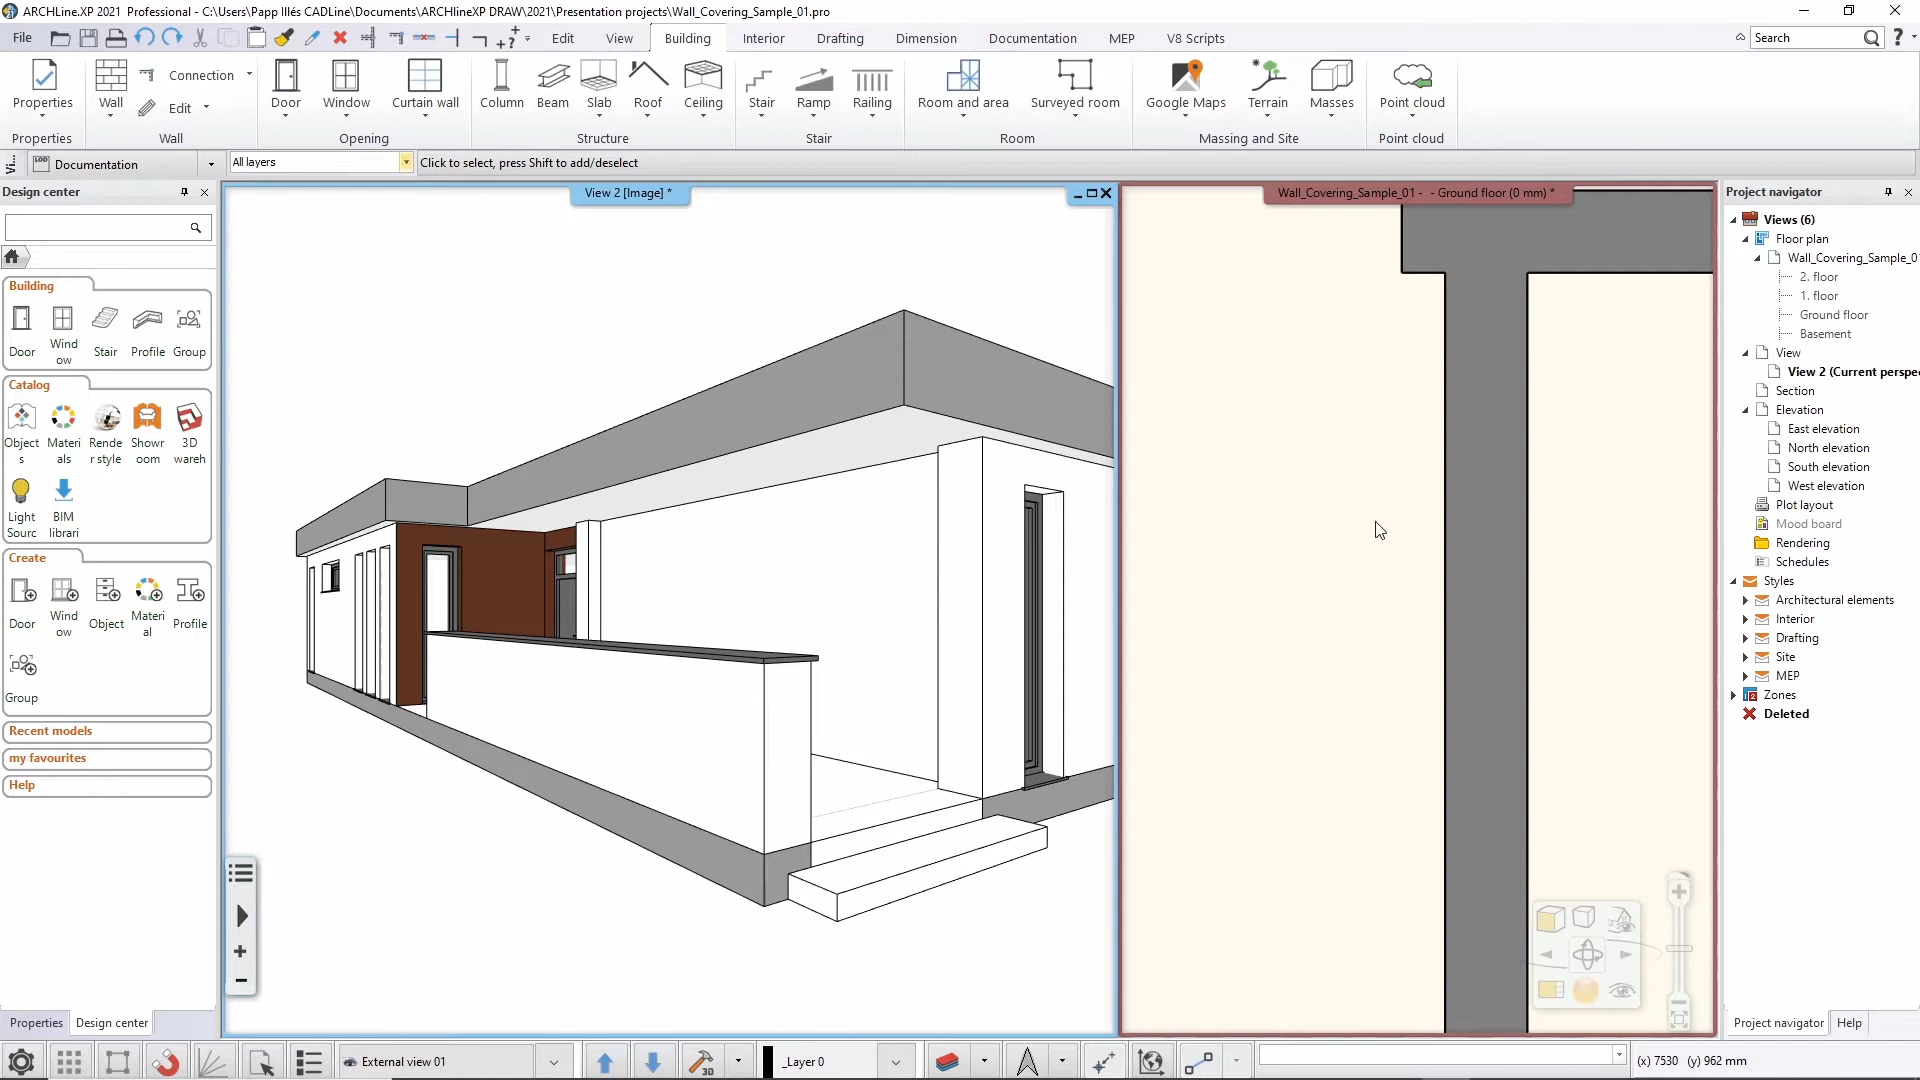 ARCHLine.XP 2021 Professional - C:\Users\Papp Illés CADLine\Documents\ARCHlineXP DRAW\2021\Presentation projects\Wall_Covering_Sample_01.pro
File Edit View Building Interior Drafting Dimension Documentation MEP V8 Scripts Search ?
Connection
Edit
Properties Wall Door Window Curtain wall Column Beam Slab Roof Ceiling Stair Ramp Railing Room and area Surveyed room Google Maps Terrain Masses Point cloud
Properties Wall Opening Structure Stair Room Massing and Site Point cloud
Documentation All layers Click to select, press Shift to add/deselect
Design center
View 2 [Image] *
Wall_Covering_Sample_01 - - Ground floor (0 mm) *
Project navigator
Building
Door
Wind
ow
Stair
Profile
Group
Catalog
Object
s
Materi
als
Rende
r style
Showr
oom
3D
wareh
Light
Sourc
BIM
librari
Create
Door
Wind
ow
Object
Materi
al
Profile
Group
Recent models
my favourites
Help
Properties Design center
Views (6)
Floor plan
Wall_Covering_Sample_0
2. floor
1. floor
Ground floor
Basement
View
View 2 (Current perspe
Section
Elevation
East elevation
North elevation
South elevation
West elevation
Plot layout
Mood board
Rendering
Schedules
Styles
Architectural elements
Interior
Drafting
Site
MEP
Zones
Deleted
Project navigator Help
External view 01
3D
_Layer 0
(x) 7530 (y) 962 mm